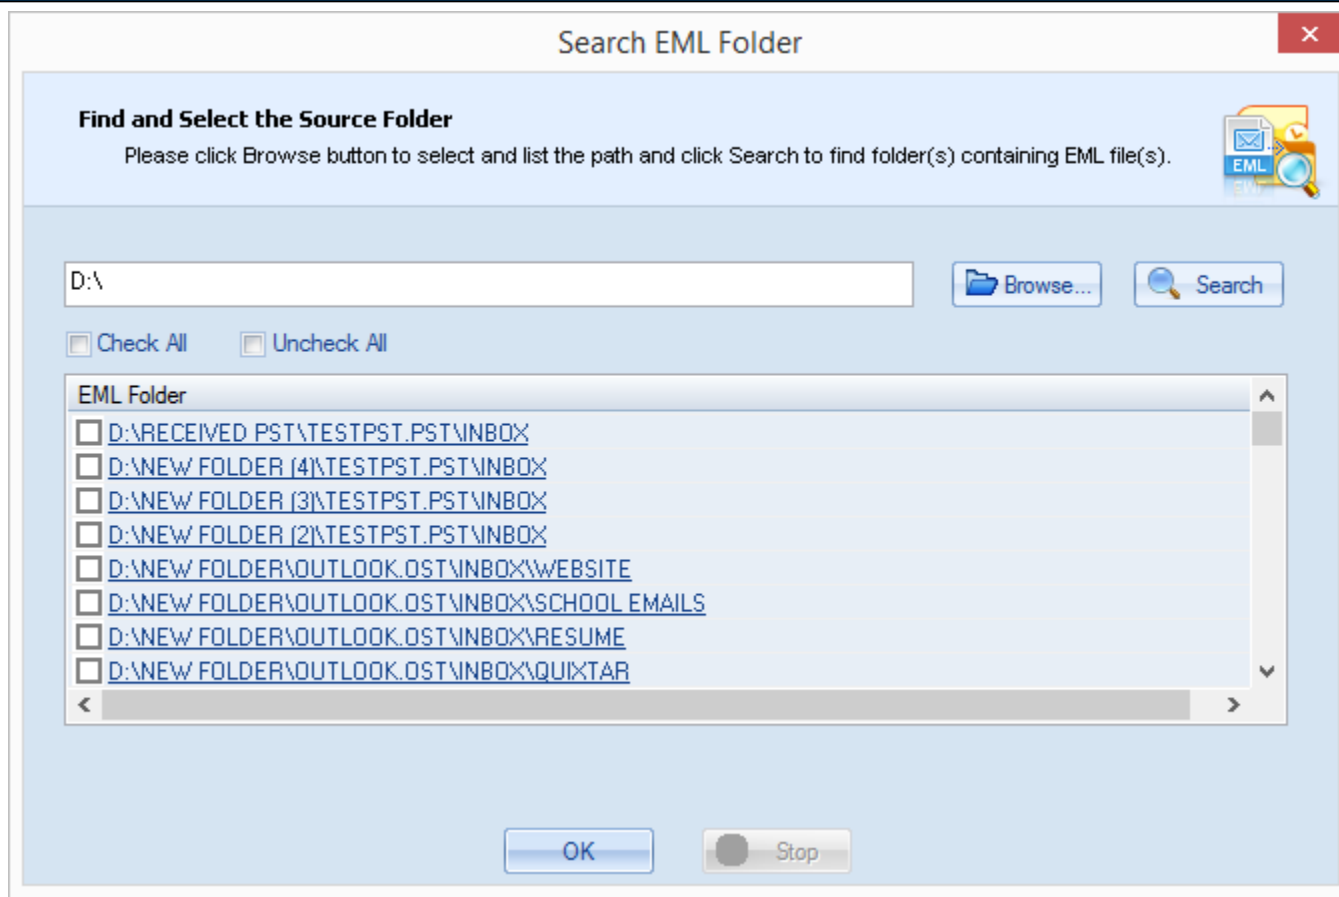 Search EML Folder
Find and Select the Source Folder
Please click Browse button to select and list the path and click Search to find folder(s) containing EML file(s).
EML
D:\
Browse...
Search
Check All
Uncheck All
EML Folder
D:\RECEIVED PST\TESTPST.PST\INBOX
D:\NEW FOLDER (4)\TESTPST.PST\INBOX
D:\NEW FOLDER (3)\TESTPST.PST\INBOX
D:\NEW FOLDER (2)\TESTPST.PST\INBOX
D:\NEW FOLDER\OUTLOOK.OST\INBOX\WEBSITE
D:\NEW FOLDER\OUTLOOK.OST\INBOX\SCHOOL EMAILS
D:\NEW FOLDER\OUTLOOK.OST\INBOX\RESUME
D:\NEW FOLDER\OUTLOOK.OST\INBOX\QUIXTAR
OK
Stop